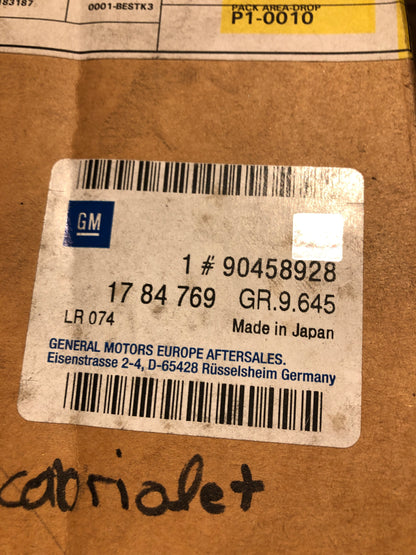 0001-BESTK3
PACK AREA-DROP
P1-0010
GM
1 # 90458928
17 84 769 GR.9.645
LR 074 Made in Japan
GENERAL MOTORS EUROPE AFTERSALES.
Eisenstrasse 2-4, D-65428 Rüsselsheim Germany
cabriolet